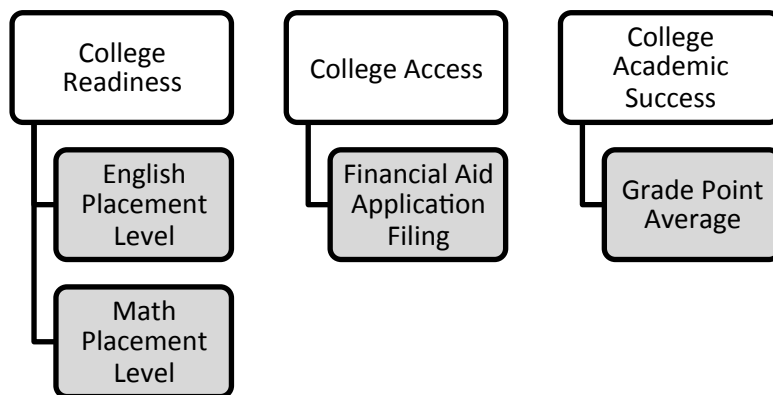 College
Readiness
English
Placement
Level
Math
Placement
Level
College Access
Financial Aid
Application
Filing
College
Academic
Success
Grade Point
Average